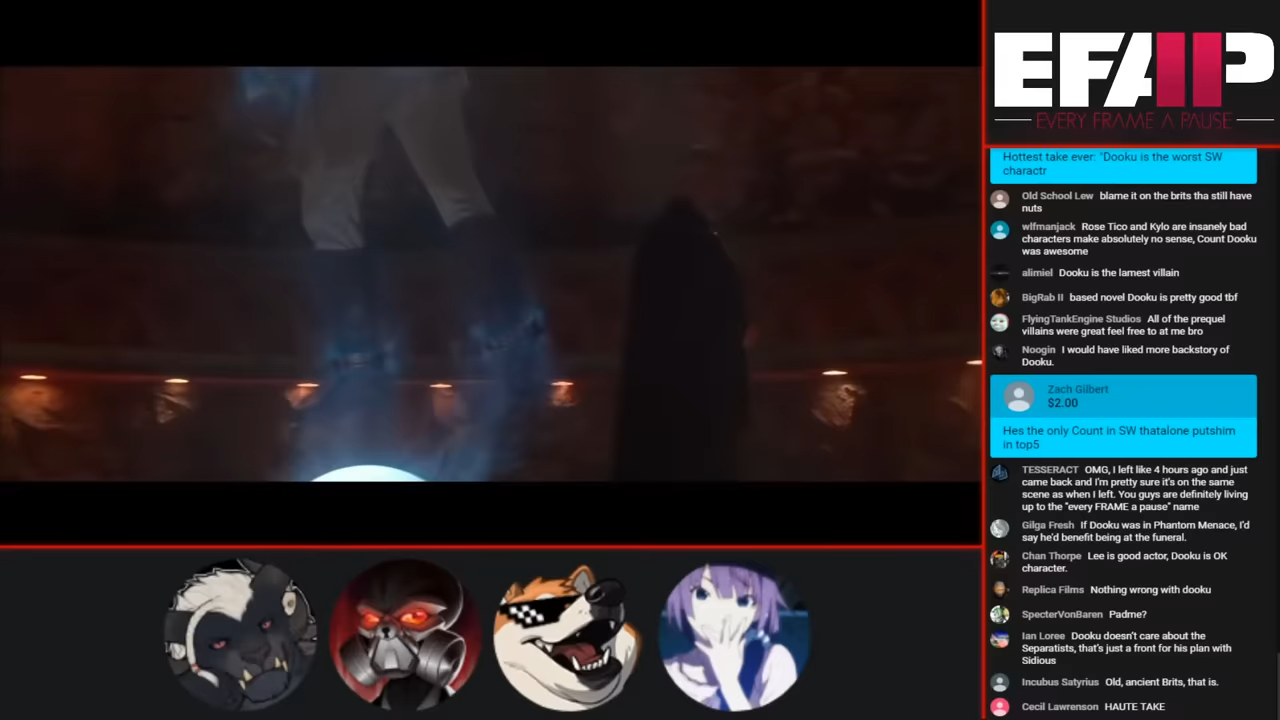 EFAP
EVERY FRAME A PAUSE
Hottest take ever: "Dooku is the worst SW
charactr
Old School Lew blame it on the brits tha still have
nuts
wlfmanjack Rose Tico and Kylo are insanely bad
characters make absolutely no sense, Count Dooku
was awesome
alimiel Dooku is the lamest villain
BigRab II based novel Dooku is pretty good tbf
FlyingTankEngine Studios All of the prequel
villains were great feel free to at me bro
Noogin I would have liked more backstory of
Dooku.
Zach Gilbert
$2.00
Hes the only Count in SW thatalone putshim
in top5
TESSERACT OMG, I left like 4 hours ago and just
came back and I'm pretty sure it's on the same
scene as when I left. You guys are definitely living
up to the "every FRAME a pause" name
Gilga Fresh If Dooku was in Phantom Menace, I'd
say he'd benefit being at the funeral.
Chan Thorpe Lee is good actor, Dooku is OK
character.
Replica Films Nothing wrong with dooku
SpecterVonBaren Padme?
Ian Loree Dooku doesn't care about the
Separatists, that's just a front for his plan with
Sidious
Incubus Satyrius Old, ancient Brits, that is.
Cecil Lawrenson HAUTE TAKE